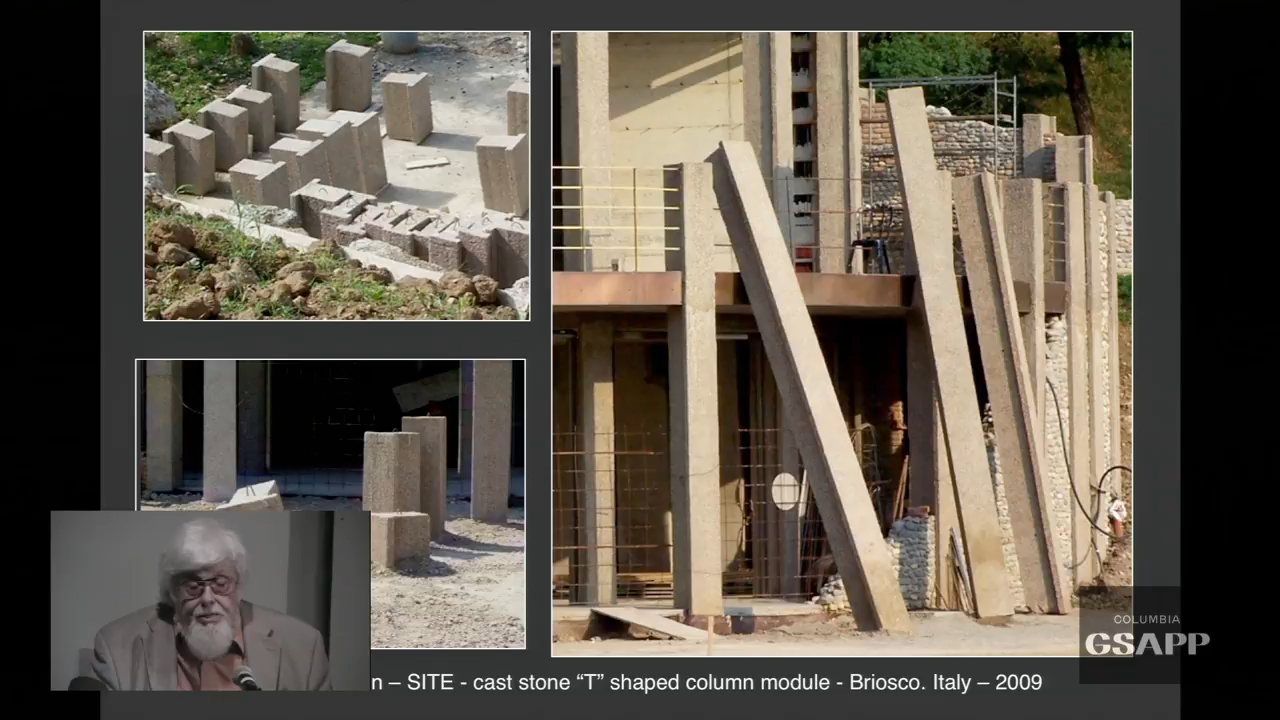 – SITE - cast stone “T” shaped column module - Briosco. Italy – 2009
COLUMBIA
GSAPP